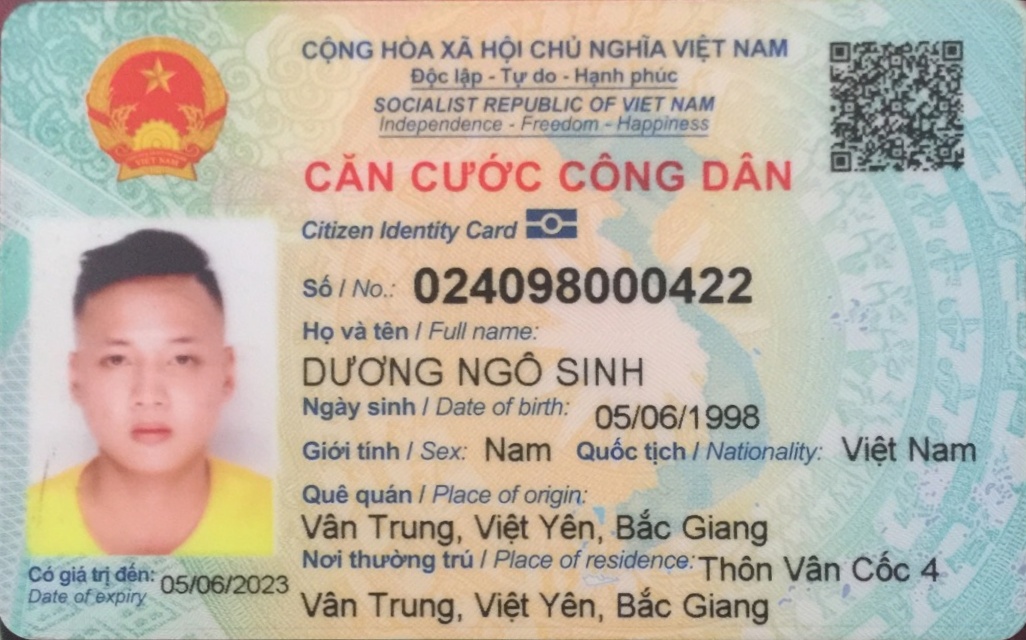 CỘNG HÒA XÃ HỘI CHỦ NGHĨA VIỆT NAM
Độc lập - Tự do - Hạnh phúc
SOCIALIST REPUBLIC OF VIET NAM
Independence - Freedom - Happiness
VIET NAM
CĂN CƯỚC CÔNG DÂN
Citizen Identity Card
Số / No.: 024098000422
Họ và tên / Full name:
DƯƠNG NGÔ SINH
Ngày sinh / Date of birth: 05/06/1998
Giới tính / Sex: Nam Quốc tịch / Nationality: Việt Nam
Quê quán / Place of origin:
Vân Trung, Việt Yên, Bắc Giang
Nơi thường trú / Place of residence: Thôn Vân Cốc 4
Vân Trung, Việt Yên, Bắc Giang
Có giá trị đến: 05/06/2023
Date of expiry